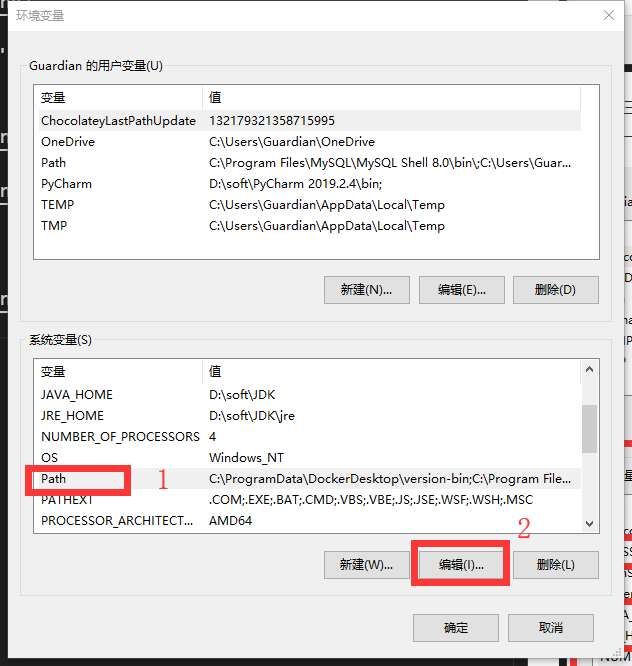 环境变量
Guardian 的用户变量(U)
变量 值
ChocolateyLastPathUpdate 132179321358715995
OneDrive C:\Users\Guardian\OneDrive
Path C:\Program Files\MySQL\MySQL Shell 8.0\bin\;C:\Users\Guar...
PyCharm D:\soft\PyCharm 2019.2.4\bin;
TEMP C:\Users\Guardian\AppData\Local\Temp
TMP C:\Users\Guardian\AppData\Local\Temp
新建(N)... 编辑(E)... 删除(D)
系统变量(S)
变量 值
JAVA_HOME D:\soft\JDK
JRE_HOME D:\soft\JDK\jre
NUMBER_OF_PROCESSORS 4
OS Windows_NT
Path C:\ProgramData\DockerDesktop\version-bin;C:\Program File...
1
PATHEXT .COM;.EXE;.BAT;.CMD;.VBS;.VBE;.JS;.JSE;.WSF;.WSH;.MSC
PROCESSOR_ARCHITECT... AMD64
2
新建(W)... 编辑(I)... 删除(L)
确定 取消